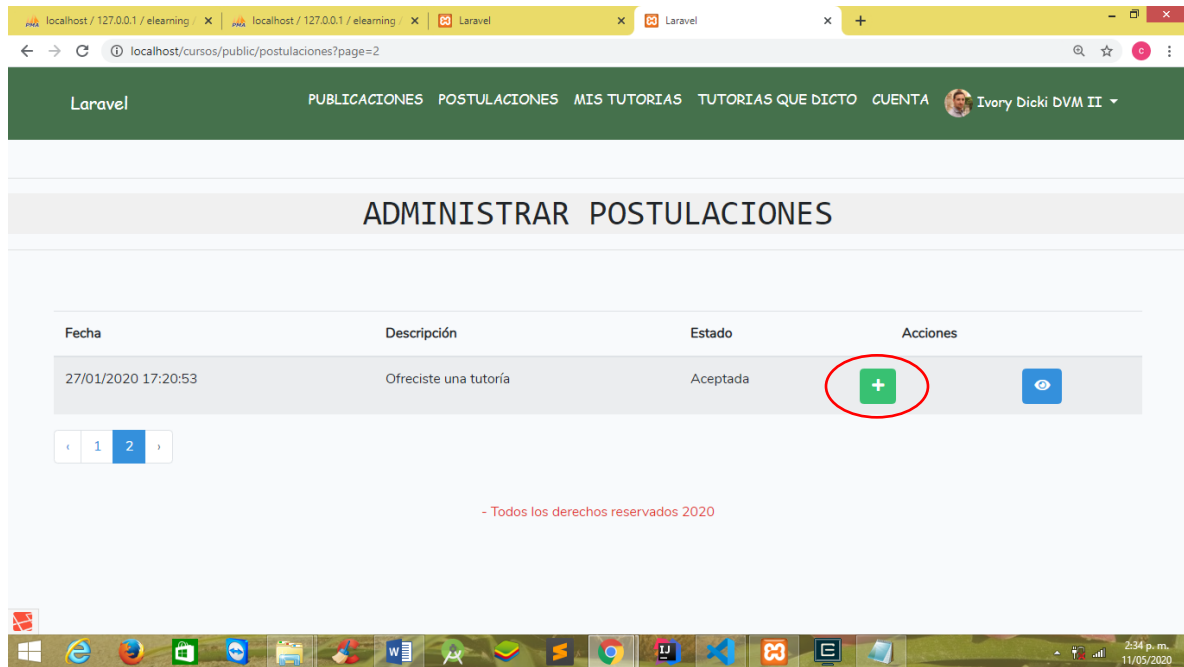 localhost / 127.0.0.1 / elearning / localhost / 127.0.0.1 / elearning / Laravel Laravel
localhost/cursos/public/postulaciones?page=2 c
Laravel PUBLICACIONES POSTULACIONES MIS TUTORIAS TUTORIAS QUE DICTO CUENTA Ivory Dicki DVM II
ADMINISTRAR POSTULACIONES
Fecha Descripción Estado Acciones
27/01/2020 17:20:53 Ofreciste una tutoría Aceptada
‹ 1 2 ›
- Todos los derechos reservados 2020
2:34 p. m.
11/05/2020